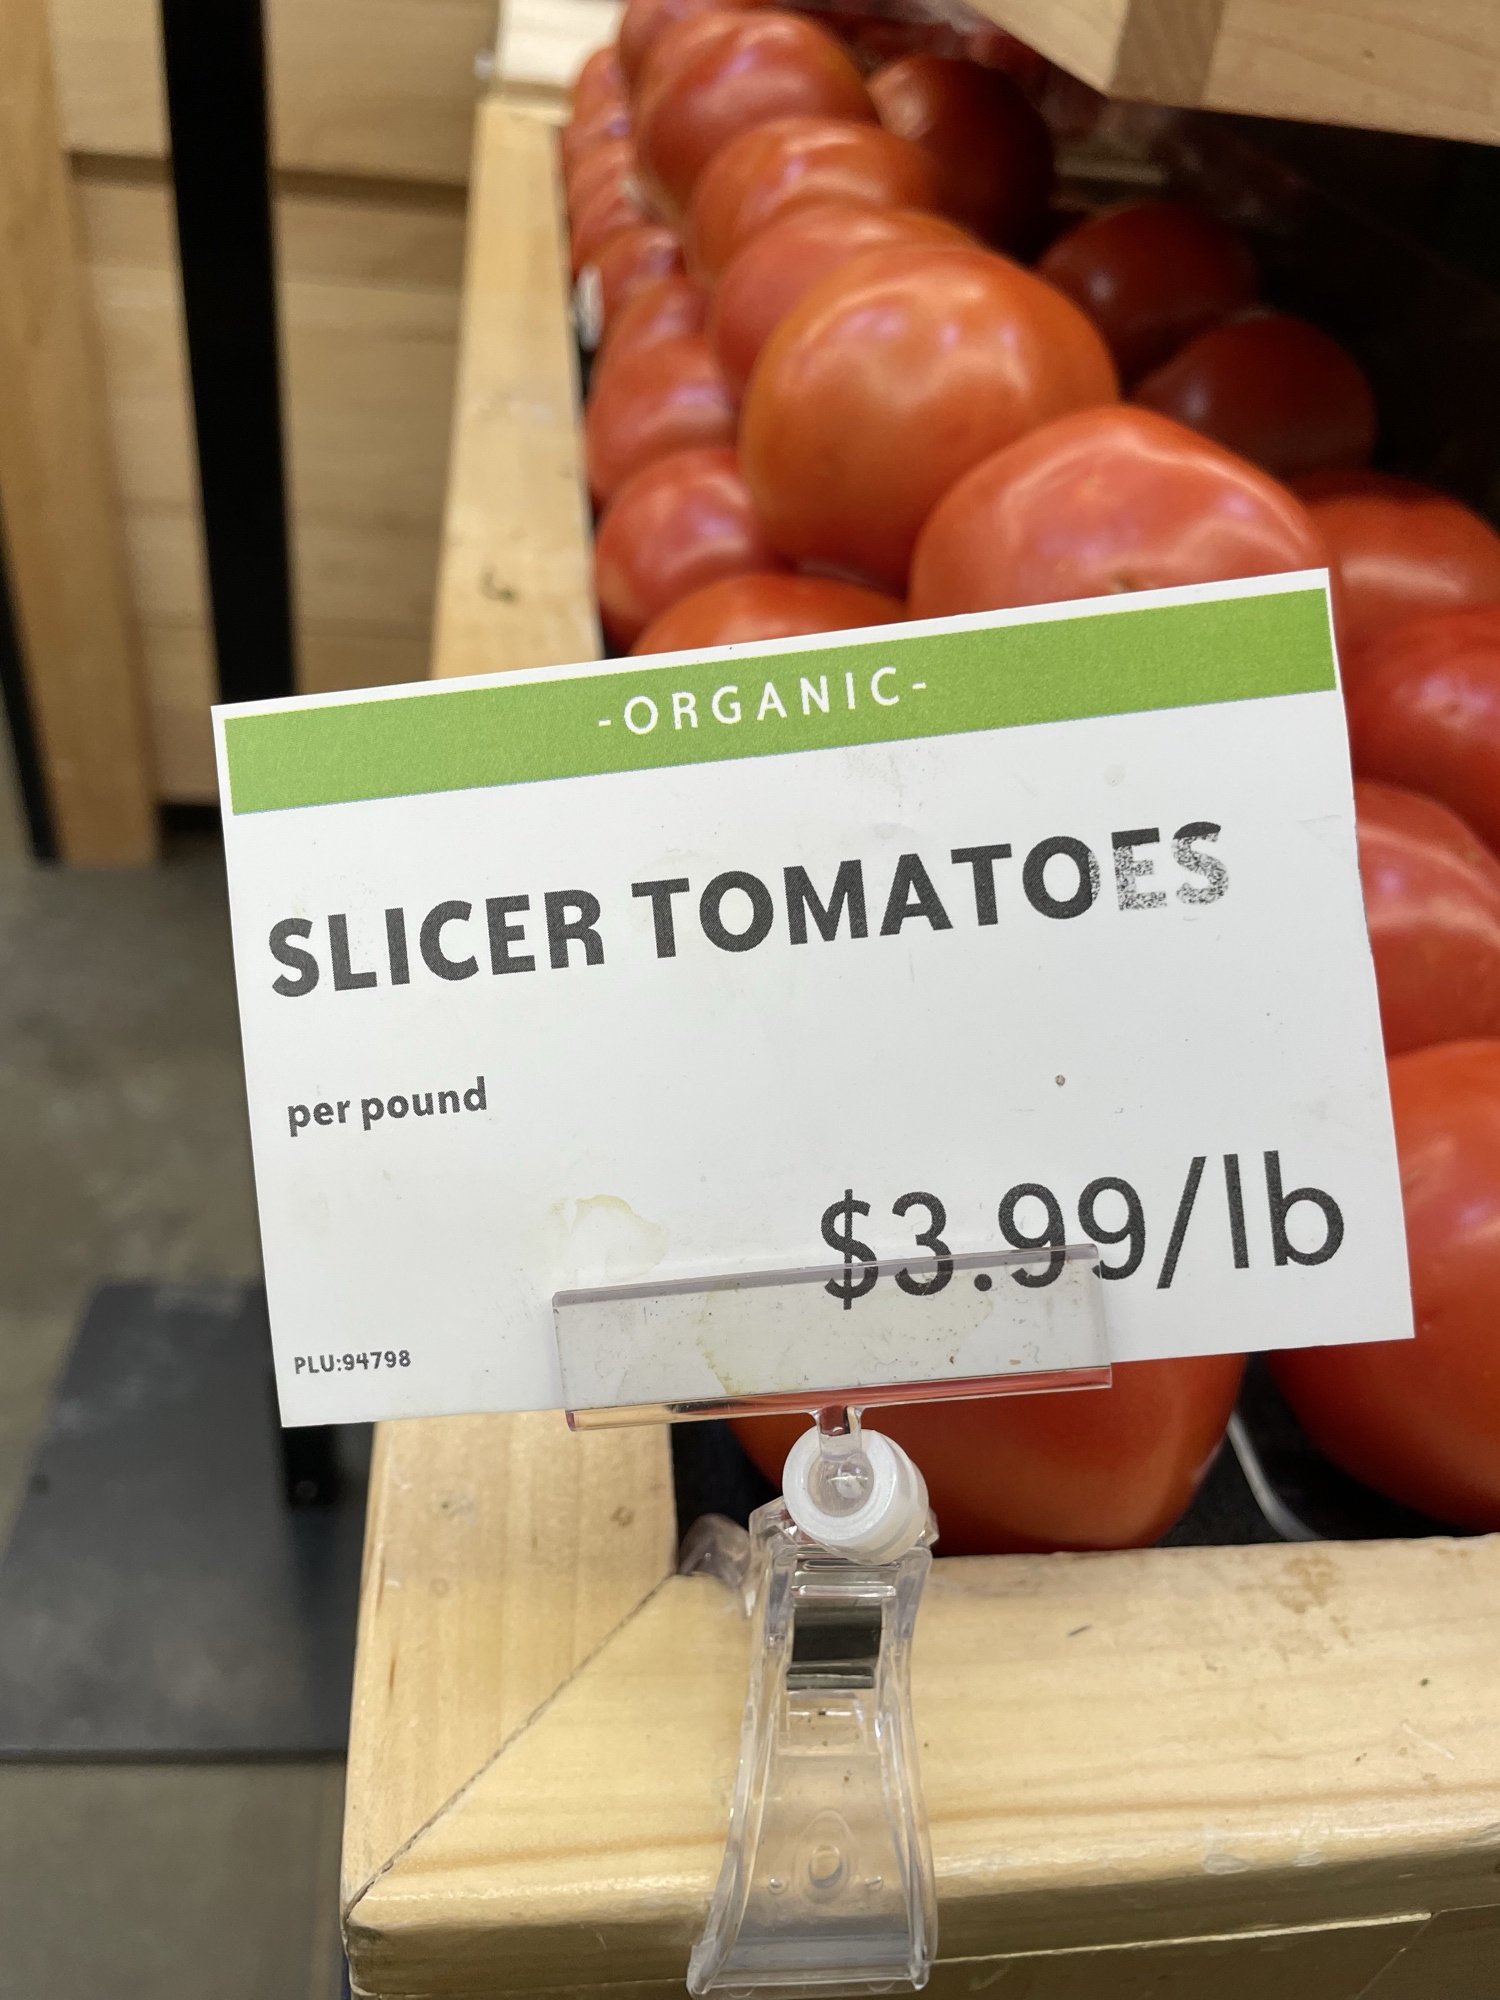 -ORGANIC-
SLICER TOMATOES
per pound
$3.99/lb
PLU:94798